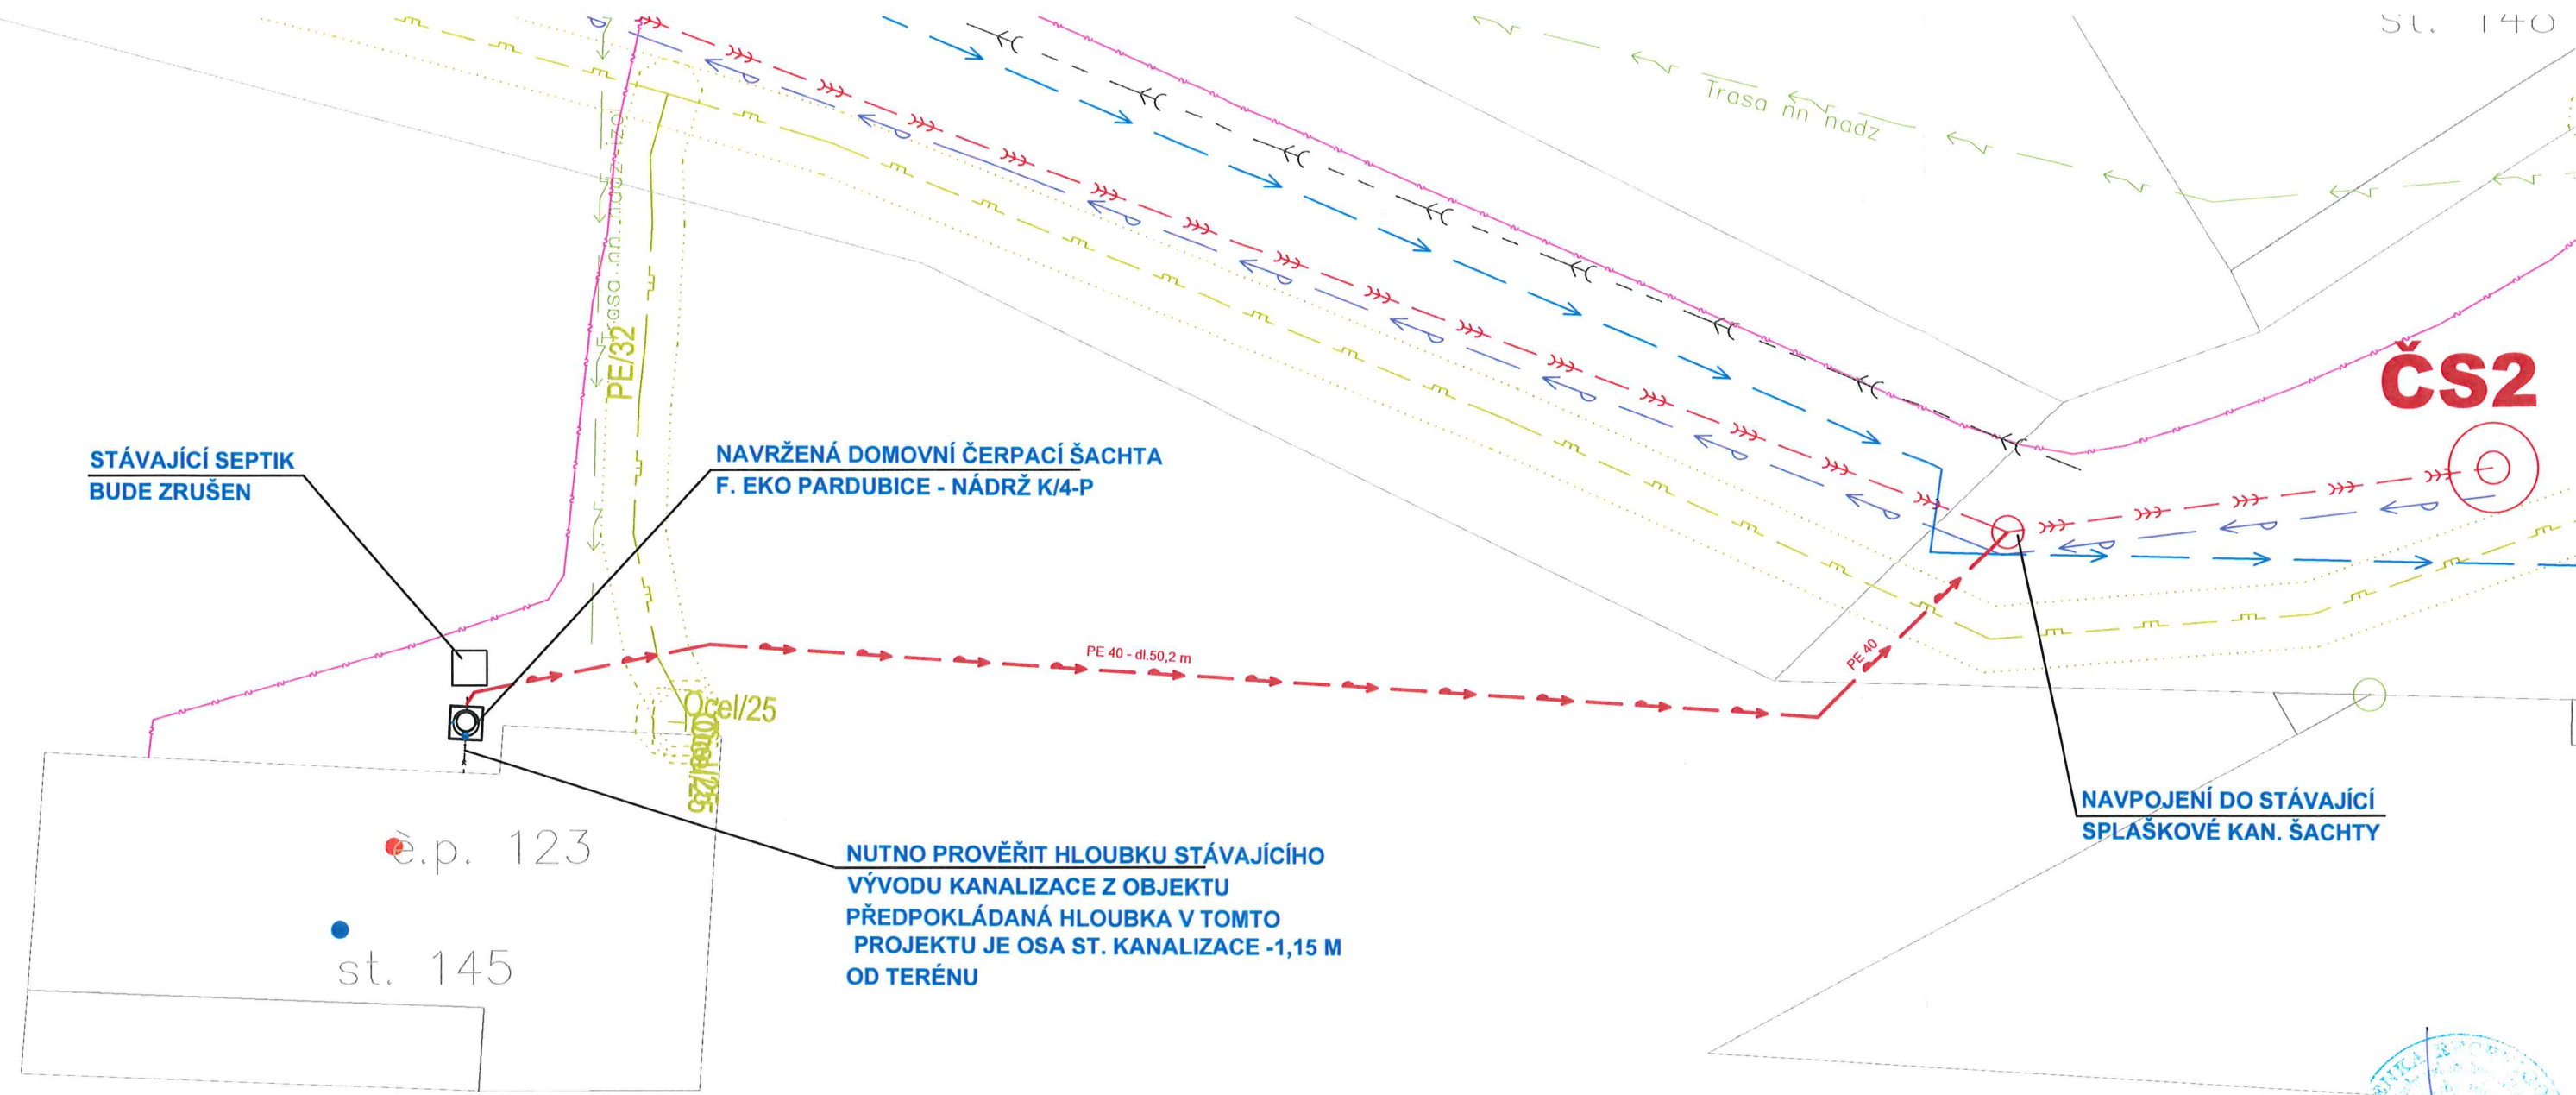 st. 140
Trasa nn nadz
Trasa nn nadz
PE/32
ČS2
STÁVAJÍCÍ SEPTIK
BUDE ZRUŠEN
NAVRŽENÁ DOMOVNÍ ČERPACÍ ŠACHTA
F. EKO PARDUBICE - NÁDRŽ K/4-P
PE 40 - dl.50,2 m
PE 40
Ocel/25
NAVPOJENÍ DO STÁVAJÍCÍ
SPLAŠKOVÉ KAN. ŠACHTY
è.p. 123
st. 145
NUTNO PROVĚŘIT HLOUBKU STÁVAJÍCÍHO
VÝVODU KANALIZACE Z OBJEKTU
PŘEDPOKLÁDANÁ HLOUBKA V TOMTO
PROJEKTU JE OSA ST. KANALIZACE -1,15 M
OD TERÉNU